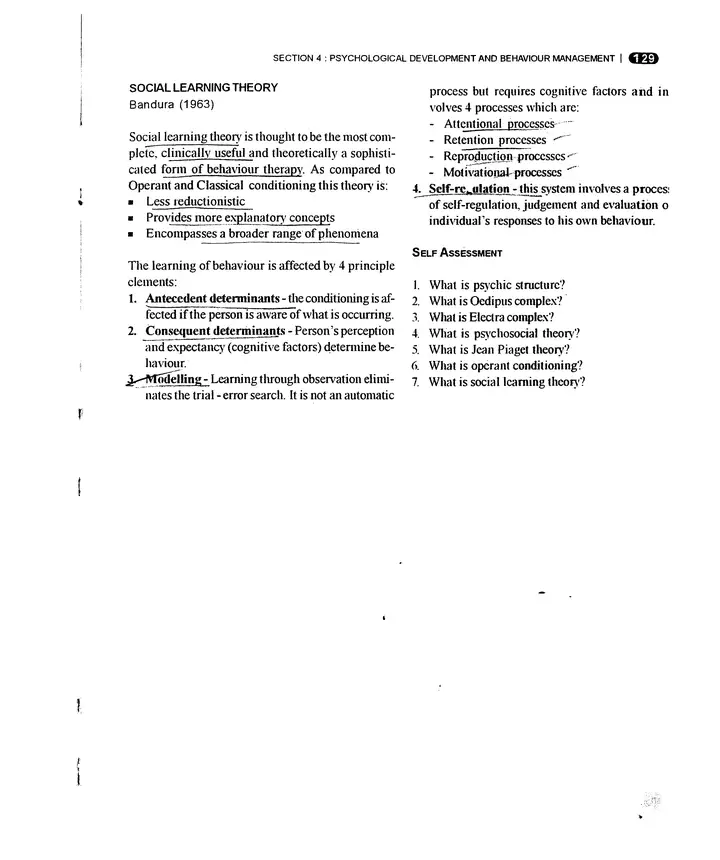 SECTION 4 : PSYCHOLOGICAL DEVELOPMENT AND BEHAVIOUR MANAGEMENT | 129
SOCIAL LEARNING THEORY
Bandura (1963)
Social learning theory is thought to be the most com-
plete, clinically useful and theoretically a sophisti-
cated form of behaviour therapy. As compared to
Operant and Classical conditioning this theory is:
▪ Less reductionistic
▪ Provides more explanatory concepts
▪ Encompasses a broader range of phenomena
The learning of behaviour is affected by 4 principle
elements:
1. Antecedent determinants - the conditioning is af-
fected if the person is aware of what is occurring.
2. Consequent determinants - Person's perception
and expectancy (cognitive factors) determine be-
haviour.
3. Modelling - Learning through observation elimi-
nates the trial - error search. It is not an automatic
process but requires cognitive factors and in
volves 4 processes which are:
- Attentional processes
- Retention processes
- Reproduction processes
- Motivational processes
4. Self-re ulation - this system involves a proces
of self-regulation, judgement and evaluation o
individual's responses to his own behaviour.
SELF ASSESSMENT
1. What is psychic structure?
2. What is Oedipus complex?
3. What is Electra complex?
4. What is psychosocial theory?
5. What is Jean Piaget theory?
6. What is operant conditioning?
7. What is social learning theory?